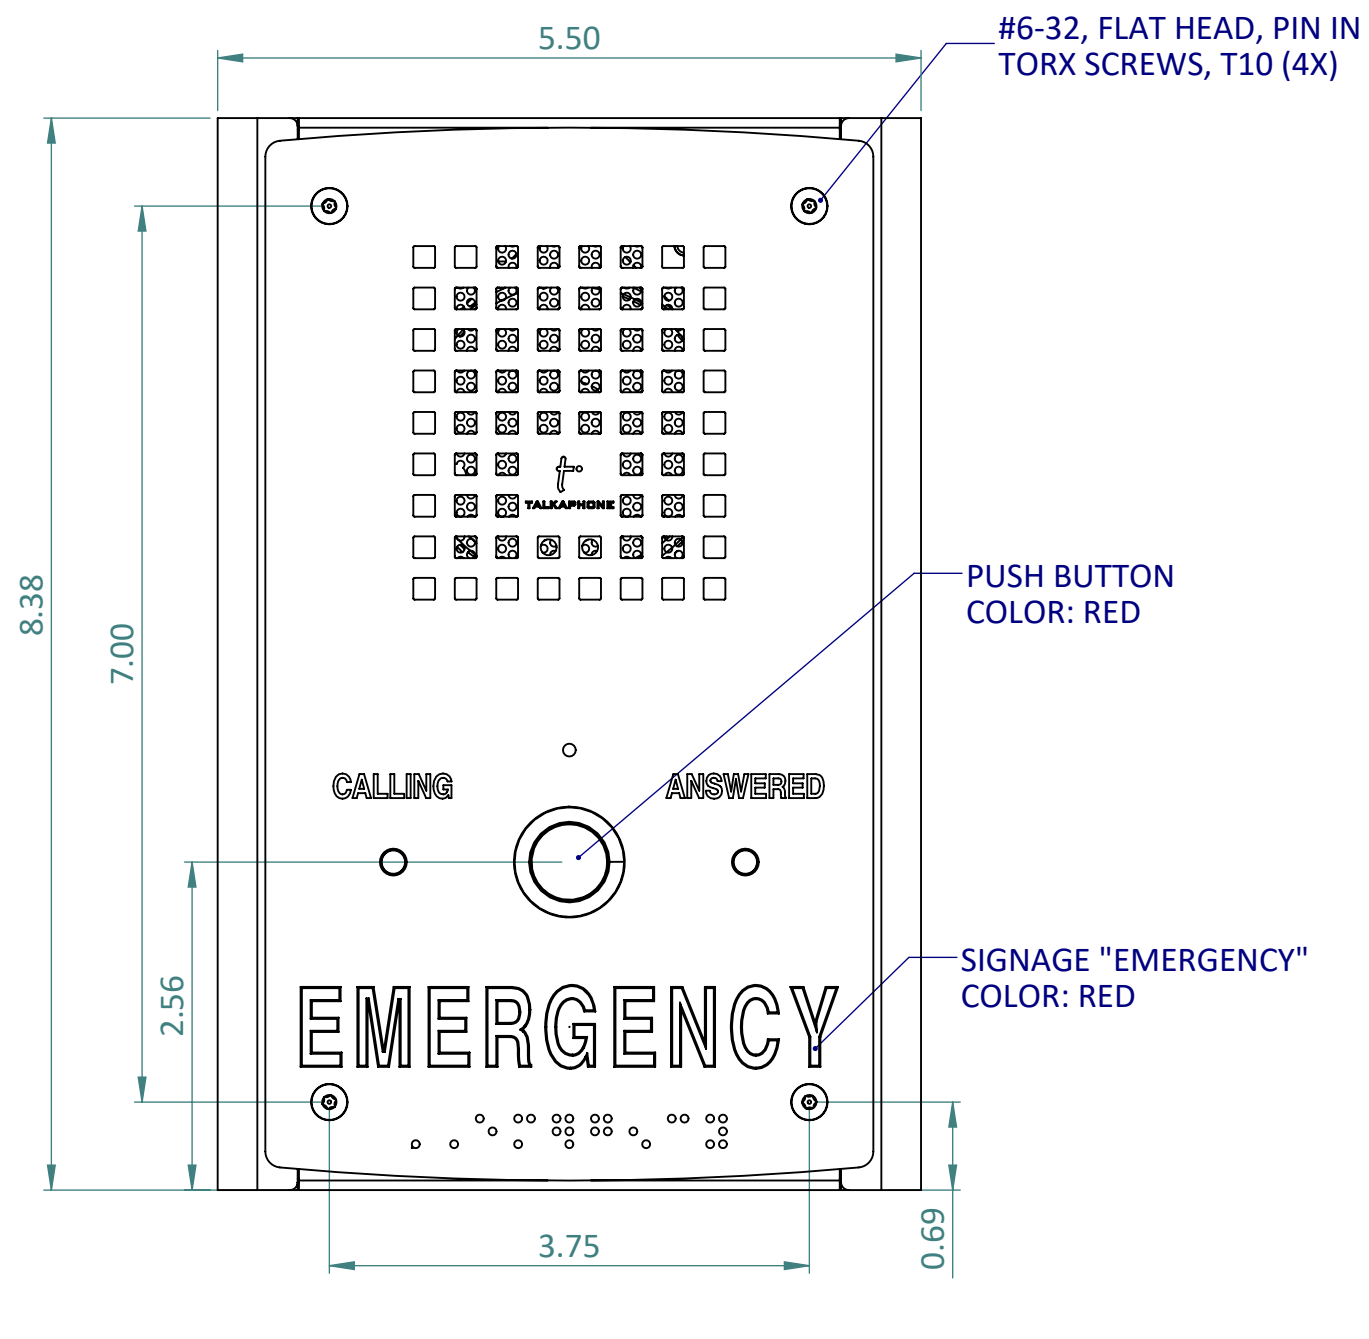 5.50
#6-32, FLAT HEAD, PIN IN
TORX SCREWS, T10 (4X)
8.38
7.00
TALKAPHONE
PUSH BUTTON
COLOR: RED
CALLING
ANSWERED
2.56
SIGNAGE "EMERGENCY"
COLOR: RED
EMERGENCY
3.75
0.69